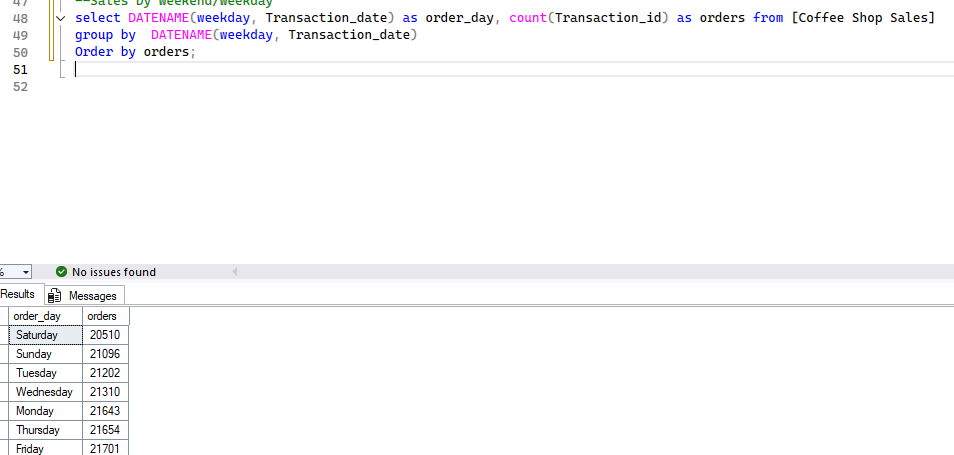 47 --Sales by Weekend/Weekday
48 select DATENAME(weekday, Transaction_date) as order_day, count(Transaction_id) as orders from [Coffee Shop Sales]
49 group by  DATENAME(weekday, Transaction_date)
50 Order by orders;
51
52
% No issues found
Results Messages
order_day orders
Saturday 20510
Sunday 21096
Tuesday 21202
Wednesday 21310
Monday 21643
Thursday 21654
Friday 21701